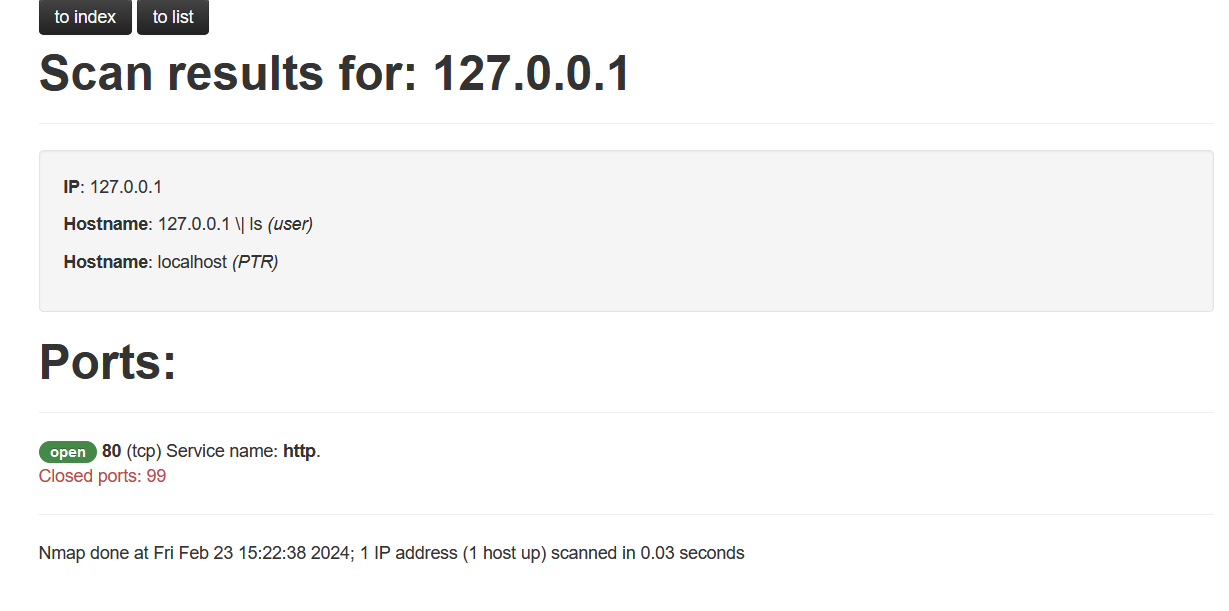 to index to list
Scan results for: 127.0.0.1
IP: 127.0.0.1
Hostname: 127.0.0.1 \| ls (user)
Hostname: localhost (PTR)
Ports:
open 80 (tcp) Service name: http.
Closed ports: 99
Nmap done at Fri Feb 23 15:22:38 2024; 1 IP address (1 host up) scanned in 0.03 seconds